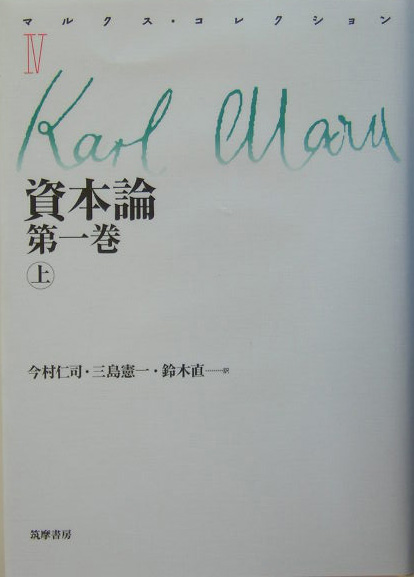 マルクス・コレクション
IV
Karl Marx
資本論
第一巻
上
今村仁司・三島憲一・鈴木直………訳
筑摩書房